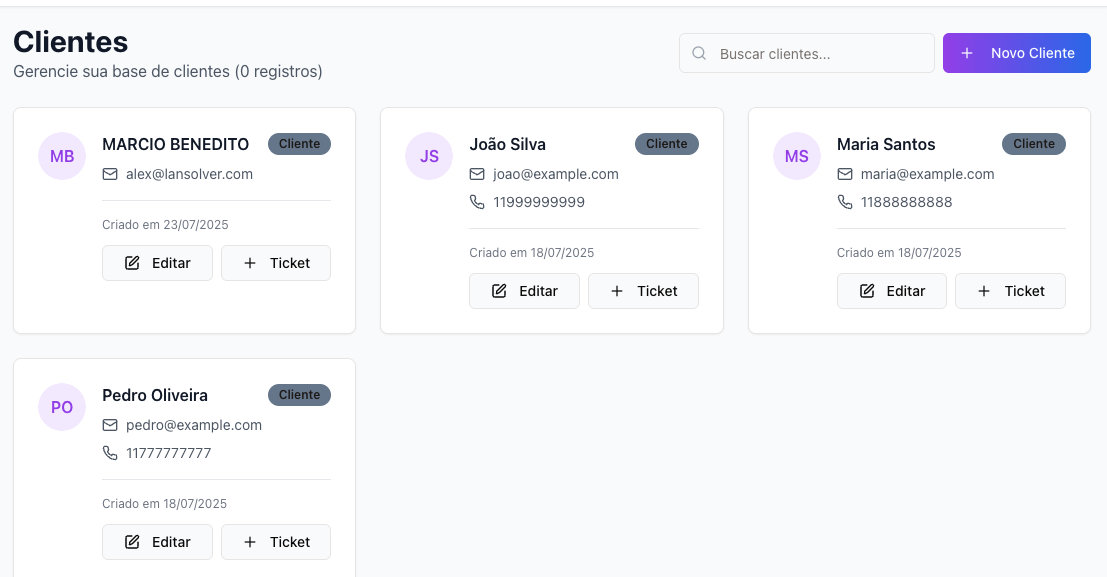 Clientes
Gerencie sua base de clientes (0 registros)
Buscar clientes...
Novo Cliente
MB
MARCIO BENEDITO
Cliente
alex@lansolver.com
Criado em 23/07/2025
Editar
Ticket
JS
João Silva
Cliente
joao@example.com
11999999999
Criado em 18/07/2025
Editar
Ticket
MS
Maria Santos
Cliente
maria@example.com
11888888888
Criado em 18/07/2025
Editar
Ticket
PO
Pedro Oliveira
Cliente
pedro@example.com
11777777777
Criado em 18/07/2025
Editar
Ticket